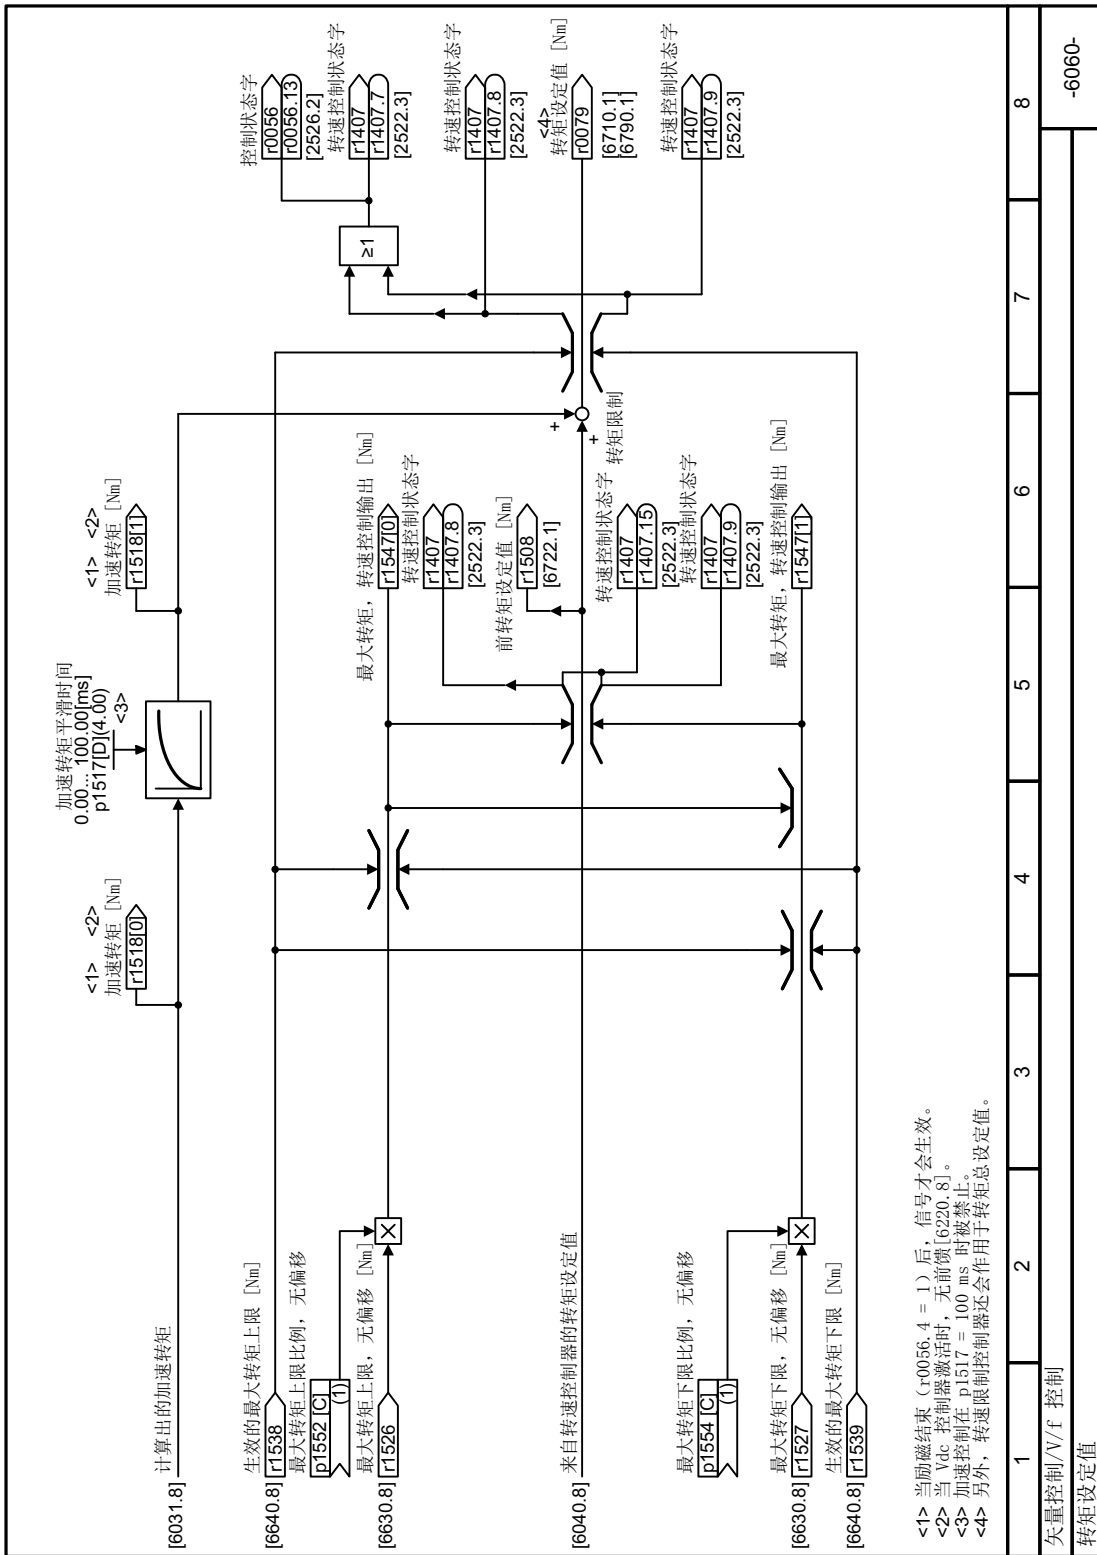 [6031.8]
计算出的加速转矩
<1> <2>
加速转矩 [Nm]
r1518[0]
加速转矩平滑时间
0.00... 100.00[ms]
p1517[D](4.00)
<3>
<1> <2>
加速转矩 [Nm]
r1518[1]
生效的最大转矩上限 [Nm]
[6640.8]
r1538
最大转矩上限比例, 无偏移
p1552 [C]
(1)
最大转矩上限, 无偏移 [Nm]
[6630.8]
r1526
X
最大转矩, 转速控制输出 [Nm]
r1547[0]
转速控制状态字
r1407
r1407.8
[2522.3]
前转矩设定值 [Nm]
r1508
[6722.1]
[6040.8]
来自转速控制器的转矩设定值
转速控制状态字
r1407
r1407.15
[2522.3]
转速控制状态字
r1407
r1407.9
[2522.3]
+
+
转矩限制
最大转矩下限比例, 无偏移
p1554 [C]
(1)
最大转矩下限, 无偏移 [Nm]
[6630.8]
r1527
X
最大转矩, 转速控制输出 [Nm]
r1547[1]
生效的最大转矩下限 [Nm]
[6640.8]
r1539
≥1
控制状态字
r0056
r0056.13
[2526.2]
转速控制状态字
r1407
r1407.7
[2522.3]
转速控制状态字
r1407
r1407.8
[2522.3]
<4>
转矩设定值 [Nm]
r0079
[6710.1]
[6790.1]
转速控制状态字
r1407
r1407.9
[2522.3]
<1> 当励磁结束 (r0056.4 = 1) 后, 信号才会生效。
<2> 当 Vdc 控制器激活时, 无前馈[6220.8]。
<3> 加速控制在 p1517 = 100 ms 时被禁止。
<4> 另外, 转速限制控制器还会作用于转矩总设定值。
1 2 3 4 5 6 7 8
矢量控制/V/f 控制
转矩设定值
-6060-